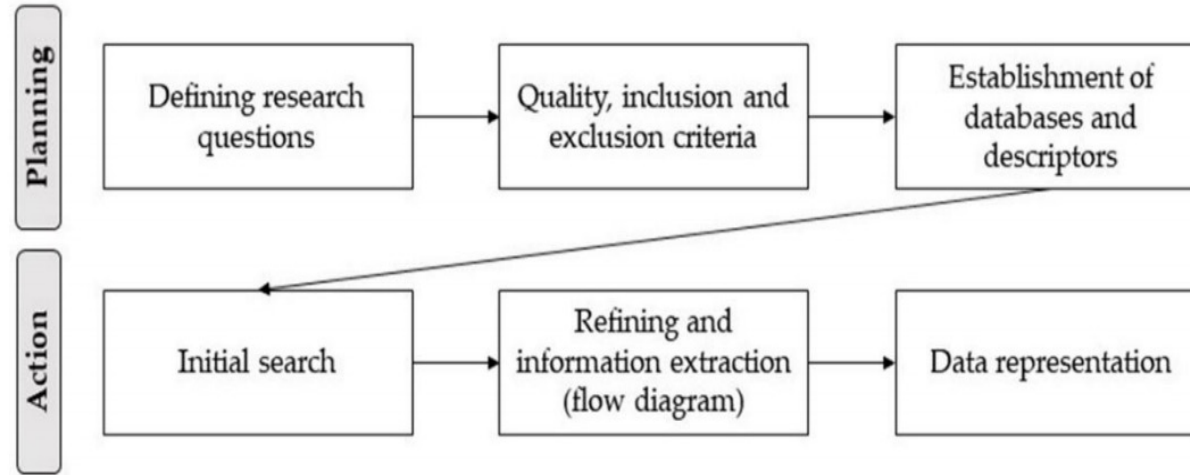 Planning
Defining research
questions
Quality, inclusion and
exclusion criteria
Establishment of
databases and
descriptors
Action
Initial search
Refining and
information extraction
(flow diagram)
Data representation